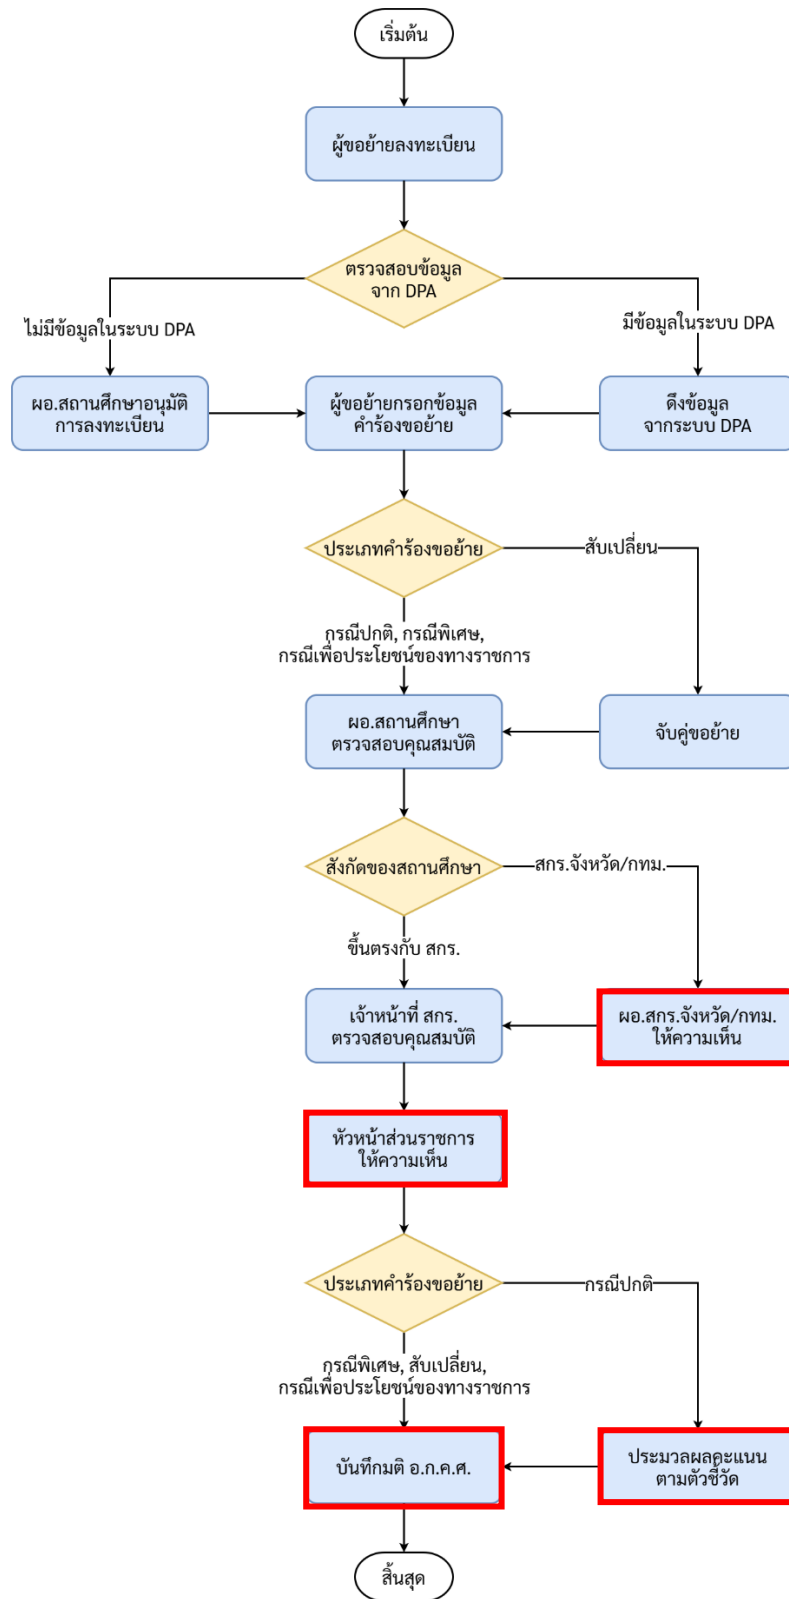 เริ่มต้น
ผู้ขอย้ายลงทะเบียน
ตรวจสอบข้อมูล
จาก DPA
ไม่มีข้อมูลในระบบ DPA
มีข้อมูลในระบบ DPA
ผอ.สถานศึกษาอนุมัติ
การลงทะเบียน
ผู้ขอย้ายกรอกข้อมูล
คำร้องขอย้าย
ดึงข้อมูล
จากระบบ DPA
ประเภทคำร้องขอย้าย
สับเปลี่ยน
กรณีปกติ, กรณีพิเศษ,
กรณีเพื่อประโยชน์ของทางราชการ
ผอ.สถานศึกษา
ตรวจสอบคุณสมบัติ
จับคู่ขอย้าย
สังกัดของสถานศึกษา
สกร.จังหวัด/กทม.
ขึ้นตรงกับ สกร.
เจ้าหน้าที่ สกร.
ตรวจสอบคุณสมบัติ
ผอ.สกร.จังหวัด/กทม.
ให้ความเห็น
หัวหน้าส่วนราชการ
ให้ความเห็น
ประเภทคำร้องขอย้าย
กรณีปกติ
กรณีพิเศษ, สับเปลี่ยน,
กรณีเพื่อประโยชน์ของทางราชการ
บันทึกมติ อ.ก.ค.ศ.
ประมวลผลคะแนน
ตามตัวชี้วัด
สิ้นสุด